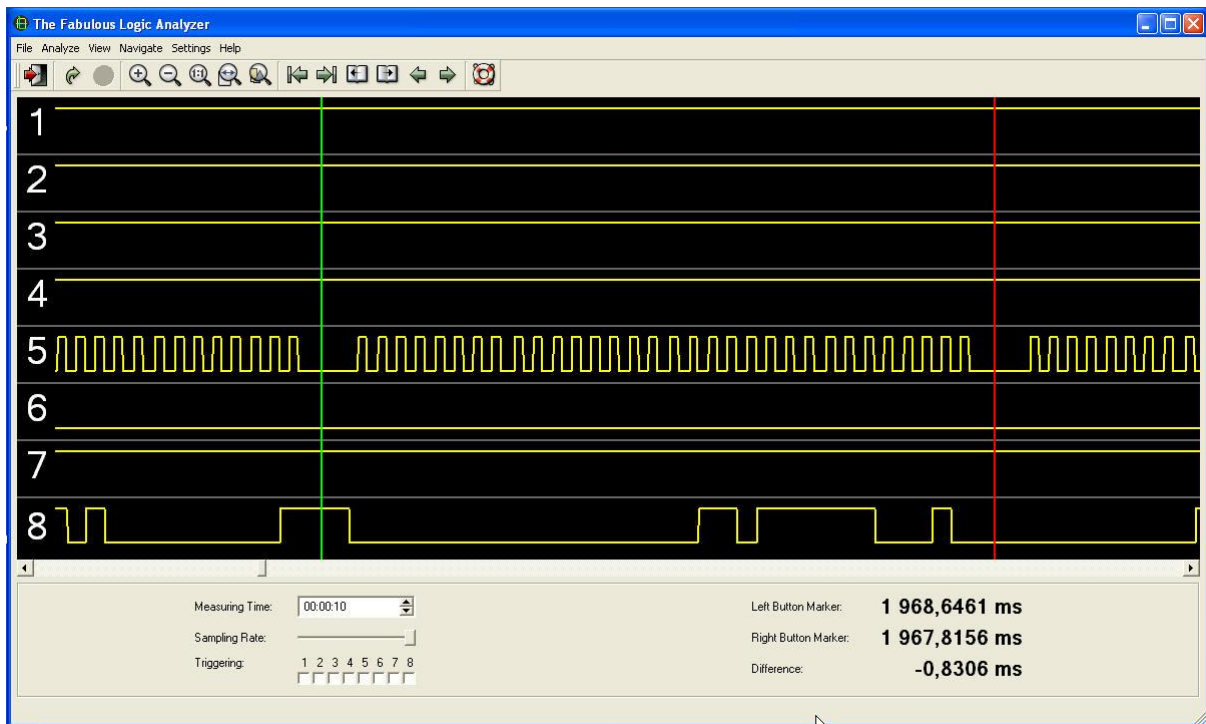 The Fabulous Logic Analyzer
File Analyze View Navigate Settings Help
1:1
1
2
3
4
5
6
7
8
Measuring Time: 00:00:10
Sampling Rate:
Triggering: 1 2 3 4 5 6 7 8
Left Button Marker: 1 968,6461 ms
Right Button Marker: 1 967,8156 ms
Difference: -0,8306 ms